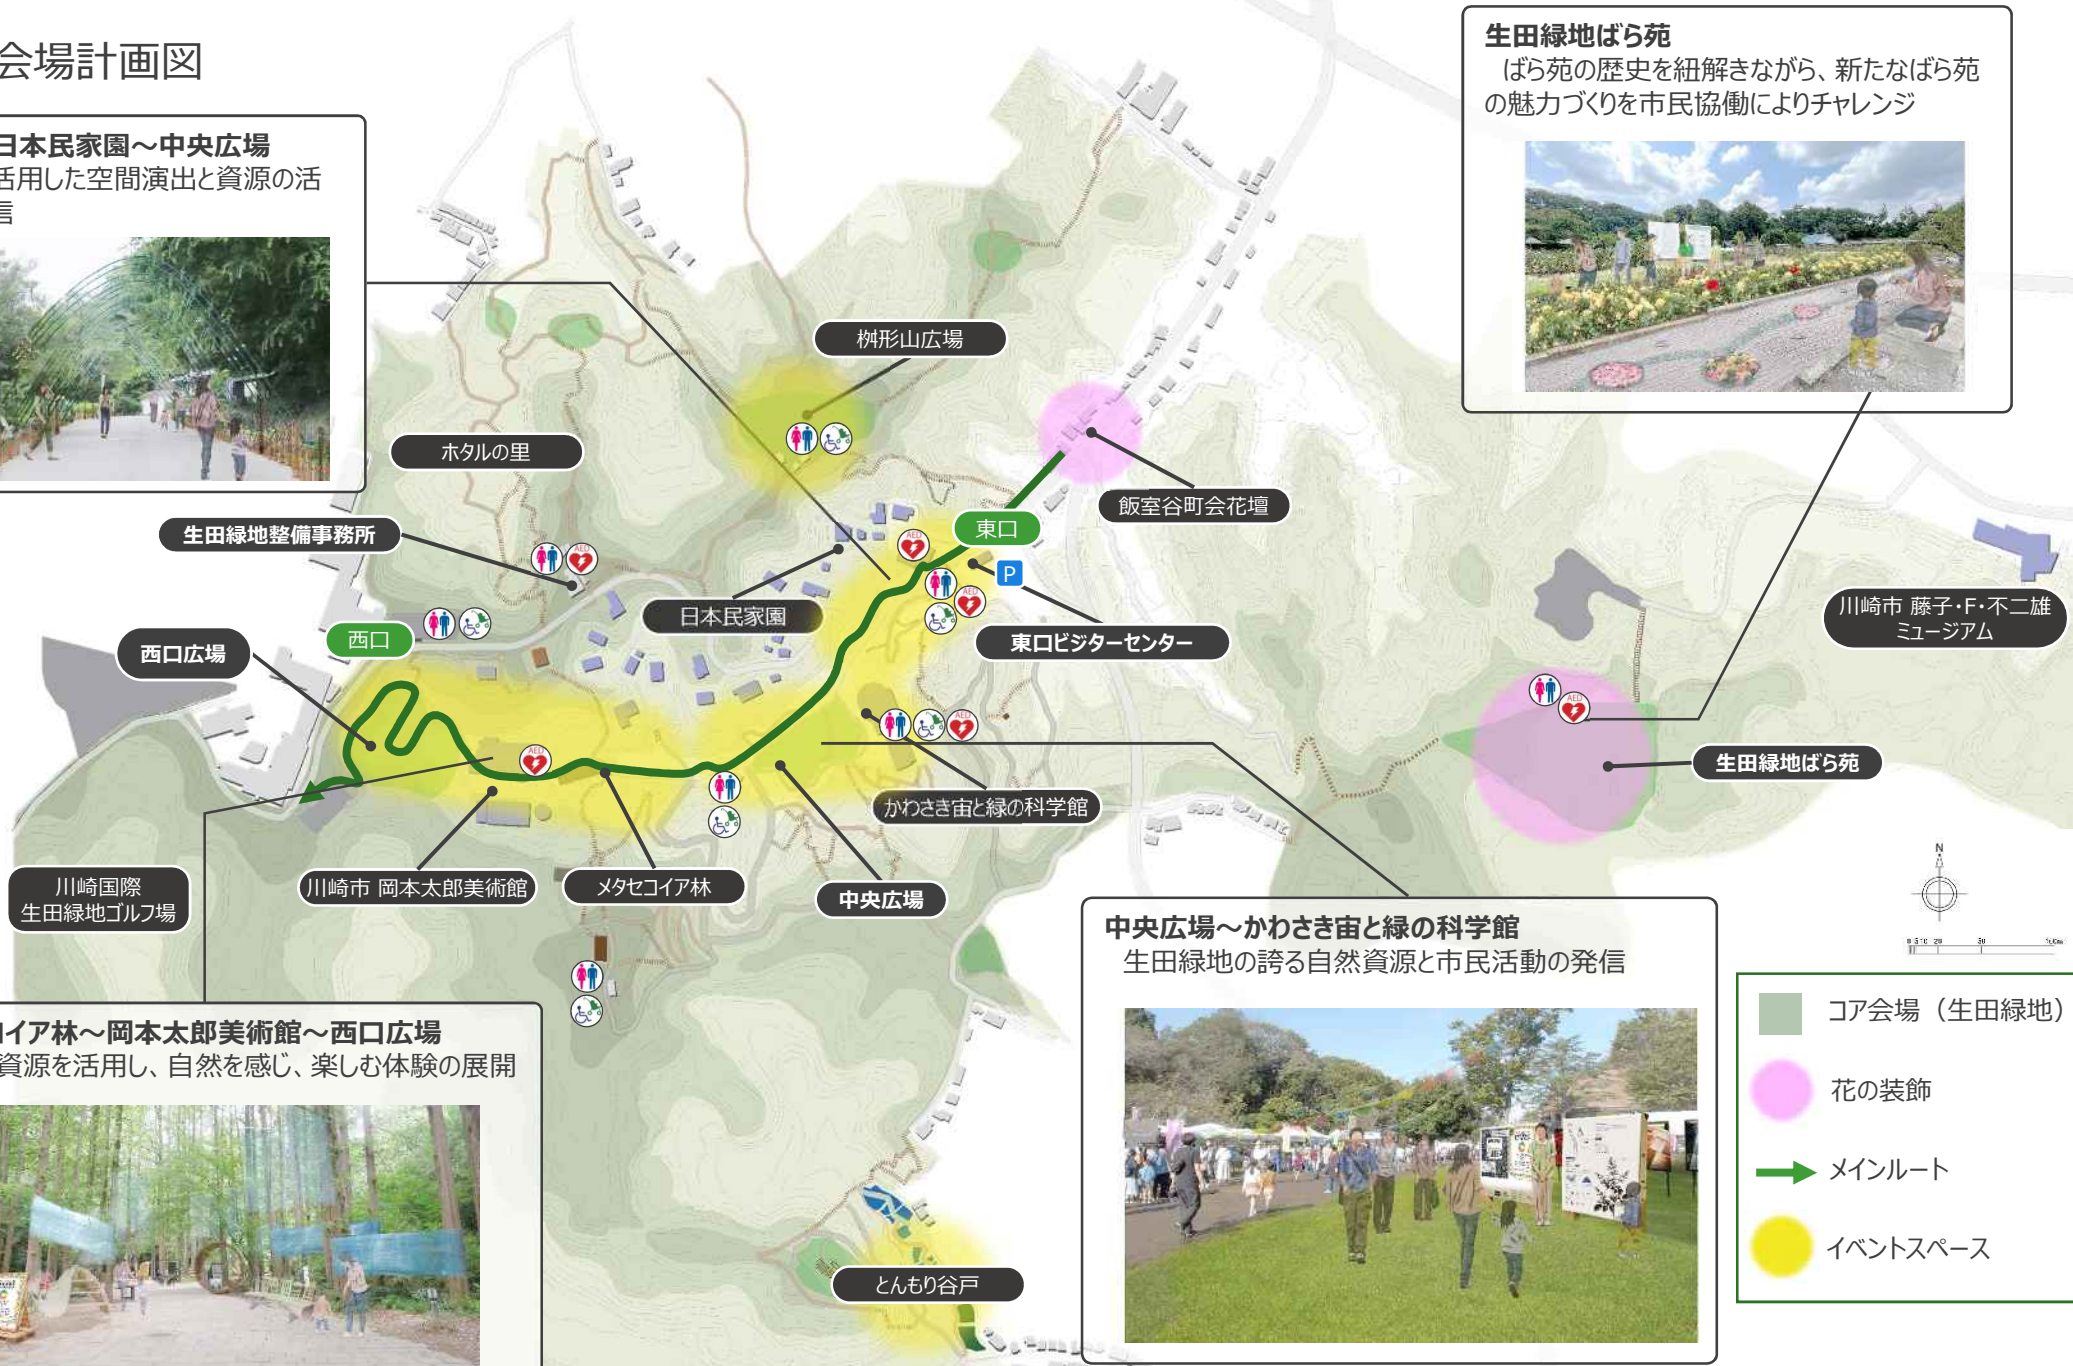 会場計画図
日本民家園～中央広場
活用した空間演出と資源の活
信
生田緑地ばら苑
ばら苑の歴史を紐解きながら、新たなばら苑
の魅力づくりを市民協働によりチャレンジ
桝形山広場
ホタルの里
飯室谷町会花壇
生田緑地整備事務所
東口
AED
P
AED
日本民家園
AED
川崎市 藤子・F・不二雄
ミュージアム
西口
西口広場
東口ビジターセンター
AED
AED
生田緑地ばら苑
AED
かわさき宙と緑の科学館
川崎国際
生田緑地ゴルフ場
川崎市 岡本太郎美術館
メタセコイア林
中央広場
N
中央広場～かわさき宙と緑の科学館
生田緑地の誇る自然資源と市民活動の発信
コイア林～岡本太郎美術館～西口広場
資源を活用し、自然を感じ、楽しむ体験の展開
とんもり谷戸
コア会場（生田緑地）
花の装飾
メインルート
イベントスペース